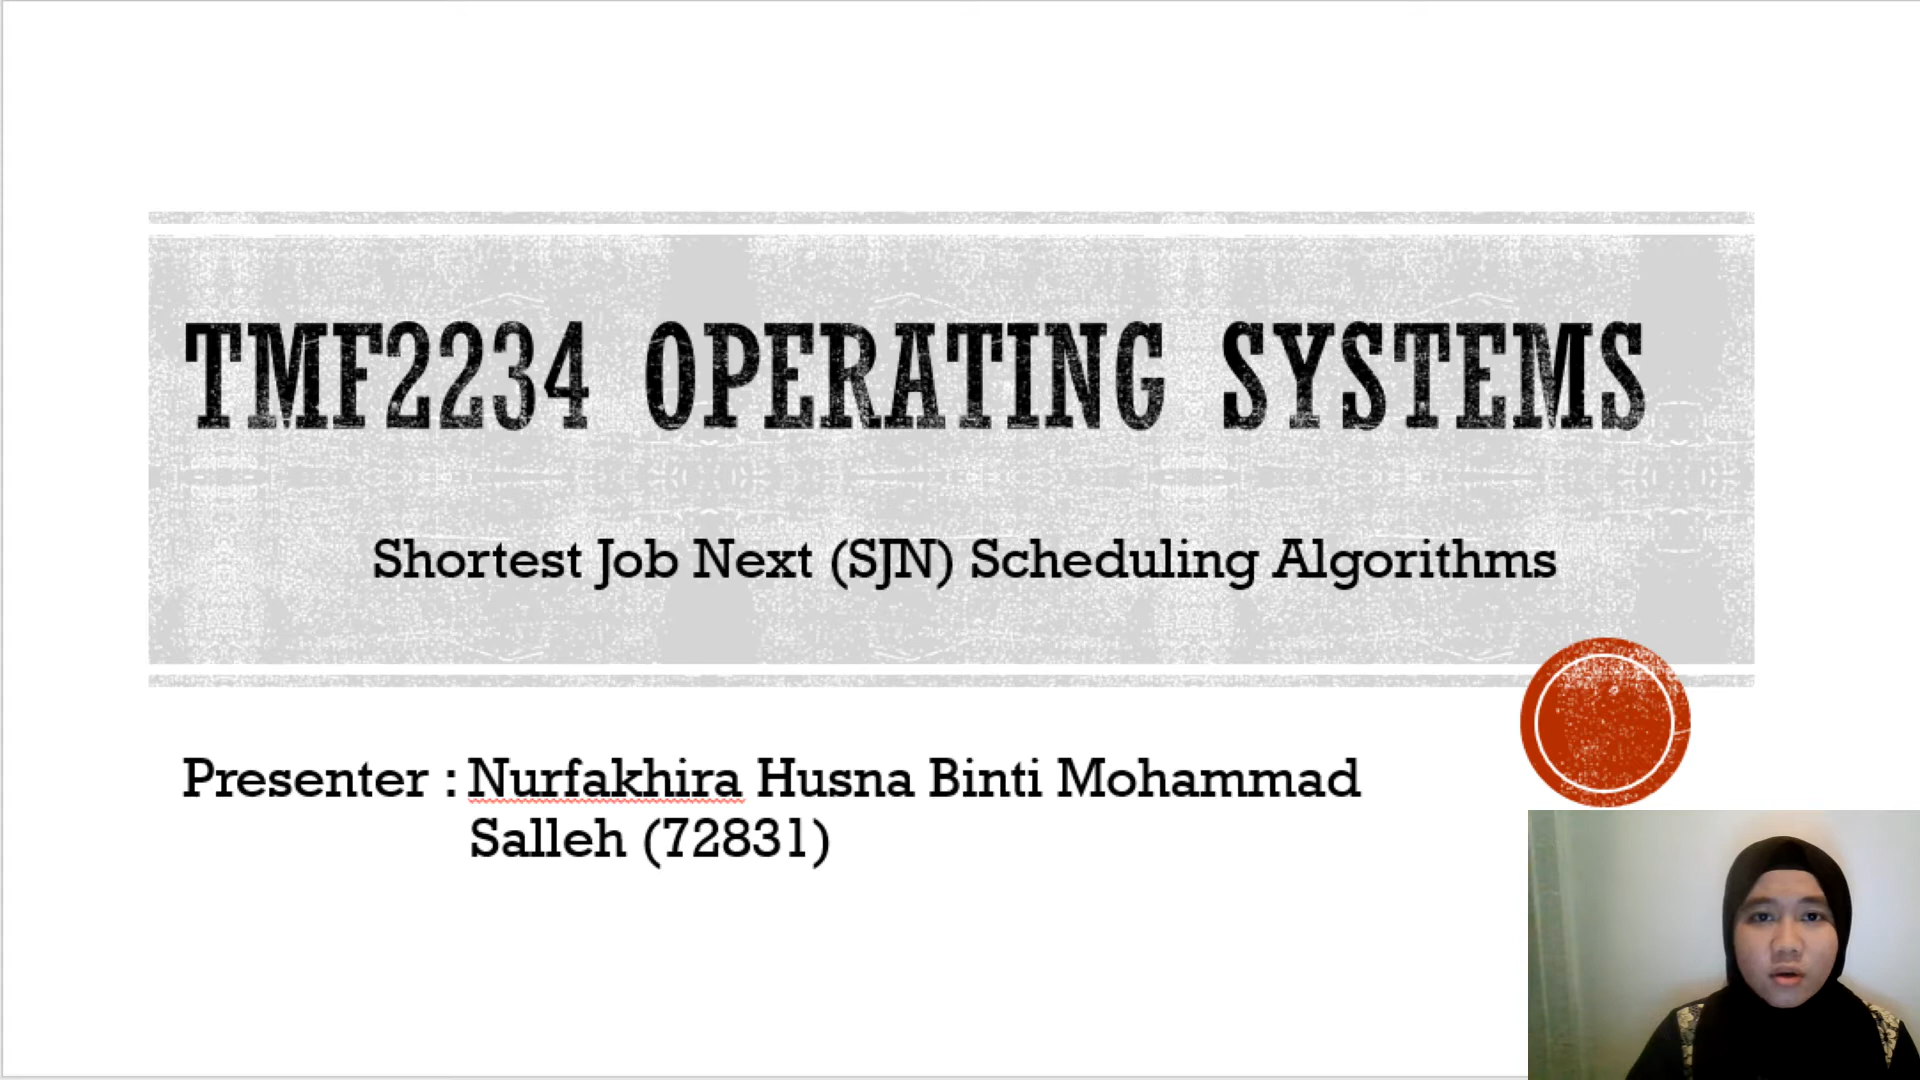 TMF2234 OPERATING SYSTEMS
Shortest Job Next (SJN) Scheduling Algorithms
Presenter : Nurfakhira Husna Binti Mohammad
Salleh (72831)